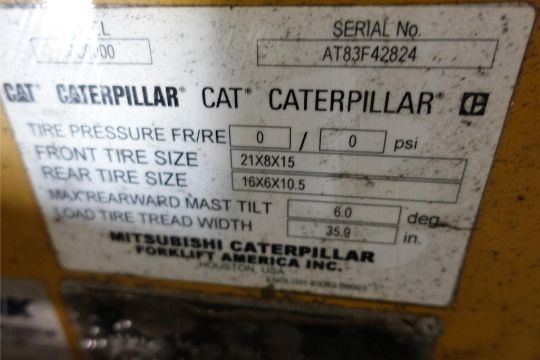 SERIAL No
AT83F42824
CAT CATERPILLAR CAT CATERPILLAR
TIRE PRESSURE FR/RE 0 / 0 psi
FRONT TIRE SIZE 21X8X15
REAR TIRE SIZE 16X6X10.5
MAX REARWARD MAST TILT 6.0 deg
LOAD TIRE TREAD WIDTH 35.9 in.
MITSUBISHI CATERPILLAR
FORKLIFT AMERICA INC.
HOUSTON, USA
ENGLISH